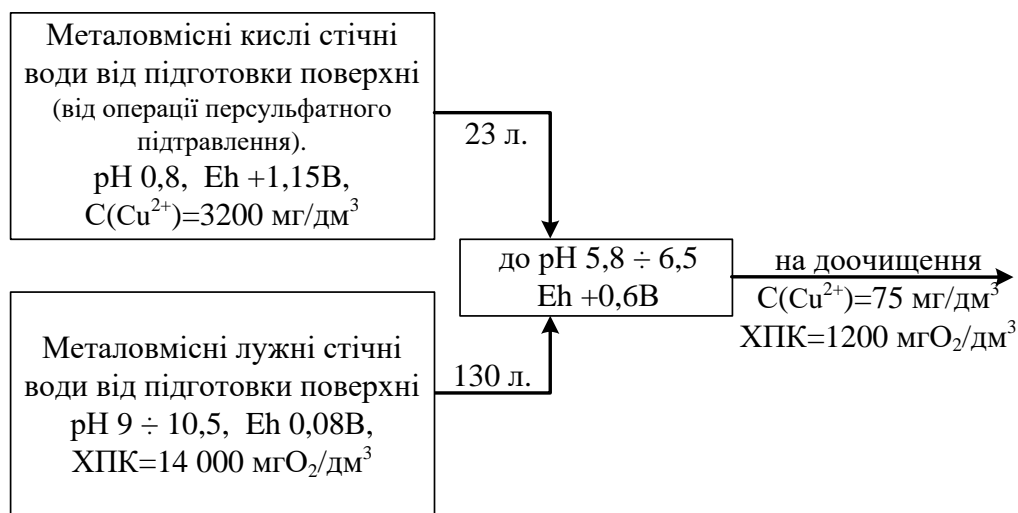 Металовмісні кислі стічні
води від підготовки поверхні
(від операції персульфатного
підтравлення).
pH 0,8, Eh +1,15В,
C(Cu²⁺)=3200 мг/дм³
23 л.
до pH 5,8 ÷ 6,5
Eh +0,6В
на доочищення
C(Cu²⁺)=75 мг/дм³
ХПК=1200 мгО₂/дм³
Металовмісні лужні стічні
води від підготовки поверхні
pH 9 ÷ 10,5, Eh 0,08В,
ХПК=14 000 мгО₂/дм³
130 л.